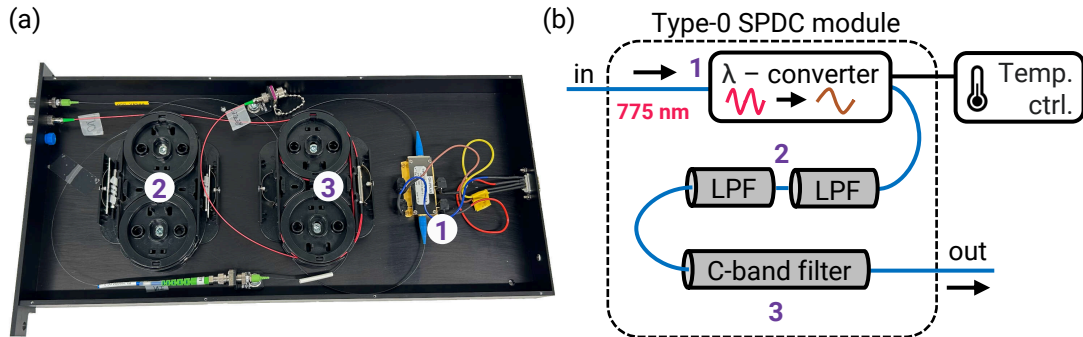 (a)
2
3
1
(b)
Type-0 SPDC module
in
1
775 nm
λ – converter
Temp.
ctrl.
2
LPF
LPF
C-band filter
out
3